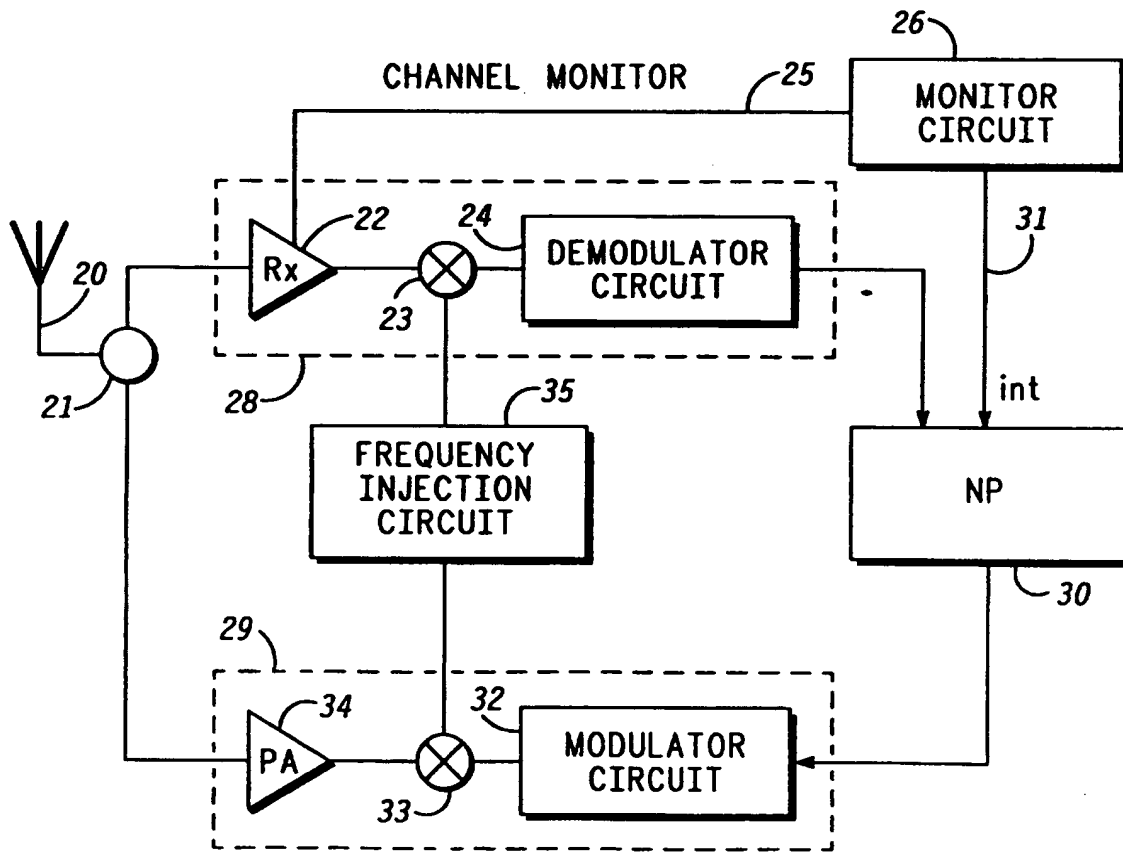 26
CHANNEL MONITOR
25
MONITOR
CIRCUIT
22
24
31
20
Rx
DEMODULATOR
CIRCUIT
23
21
28
35
int
FREQUENCY
INJECTION
CIRCUIT
NP
30
29
34
32
PA
MODULATOR
CIRCUIT
33